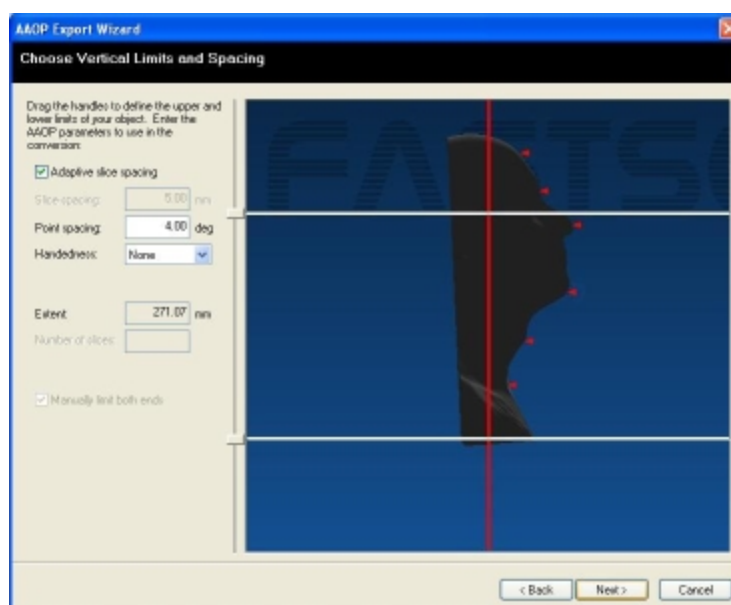 AAOP Export Wizard
Choose Vertical Limits and Spacing
Drag the handles to define the upper and
lower limits of your object. Enter the
AAOP parameters to use in the
conversion:
Adaptive slice spacing
Slice spacing: 5.00 mm
Point spacing: 4.00 deg
Handedness: None
Extent: 271.07 mm
Number of slices:
Manually limit both ends
FASTSC
< Back Next > Cancel